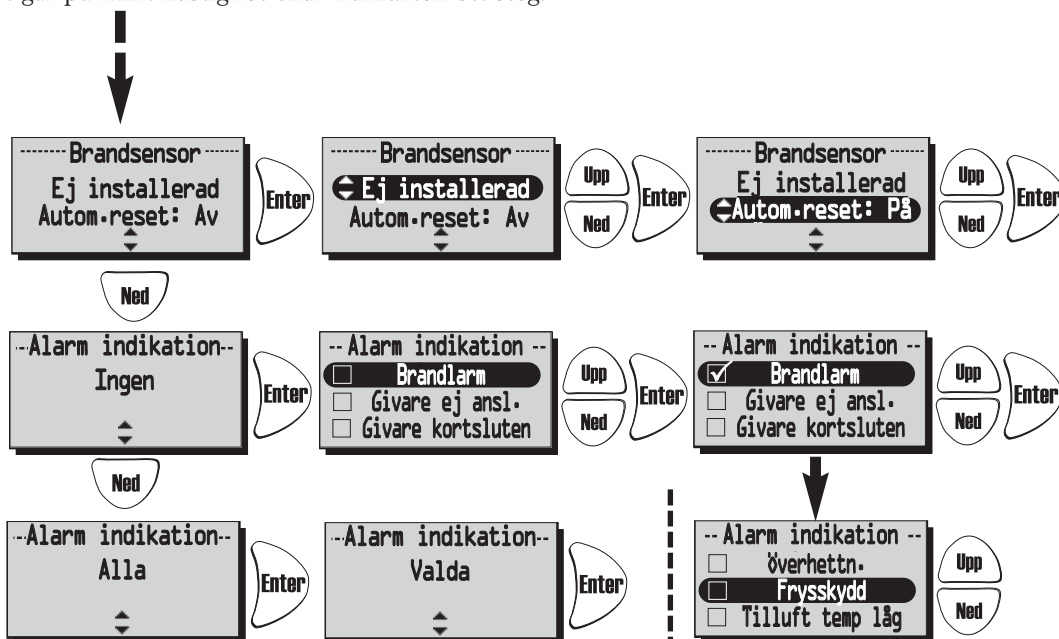 Brandsensor
Ej installerad
Autom.reset: Av
Enter
Brandsensor
Ej installerad
Autom.reset: Av
Upp
Ned
Enter
Brandsensor
Ej installerad
Autom.reset: På
Upp
Ned
Enter
Ned
--Alarm indikation--
Ingen
Enter
-- Alarm indikation --
Brandlarm
Givare ej ansl.
Givare kortsluten
Upp
Ned
Enter
-- Alarm indikation --
Brandlarm
Givare ej ansl.
Givare kortsluten
Upp
Ned
Enter
Ned
--Alarm indikation--
Alla
Enter
--Alarm indikation--
Valda
Enter
-- Alarm indikation --
Överhettn.
Frysskydd
Tilluft temp låg
Upp
Ned